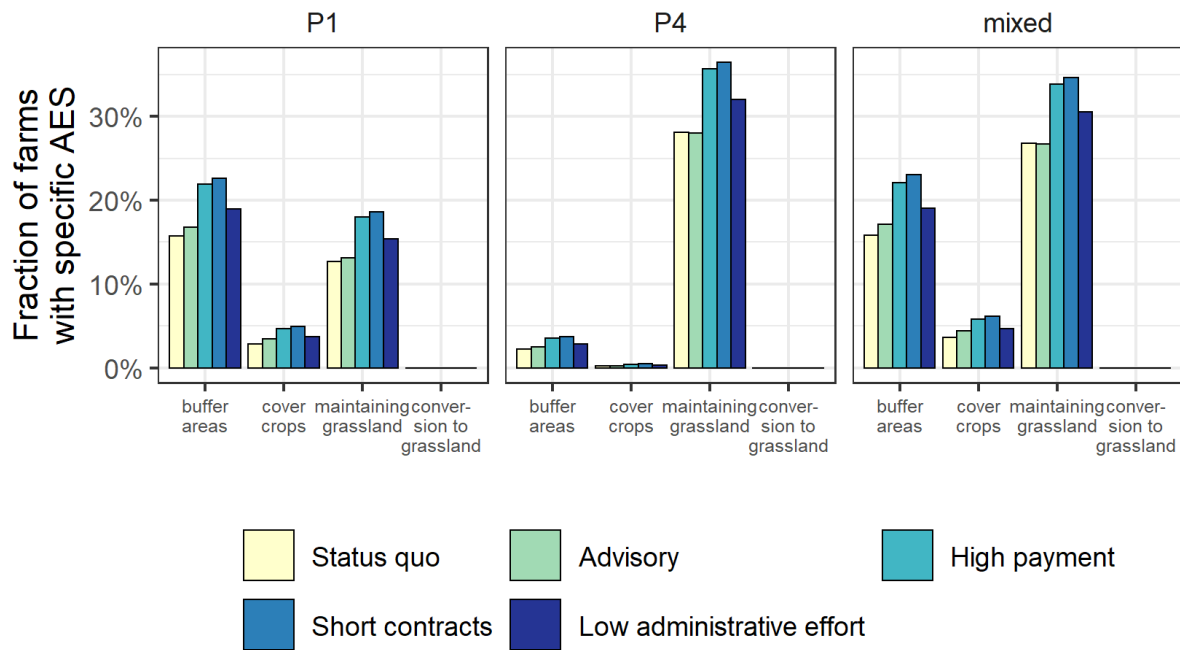 P1 P4 mixed
Fraction of farms
with specific AES
30%
20%
10%
0%
buffer cover maintaining conver- buffer cover maintaining conver- buffer cover maintaining conver-
areas crops grassland sion to areas crops grassland sion to areas crops grassland sion to
grassland grassland grassland
Status quo Advisory High payment
Short contracts Low administrative effort